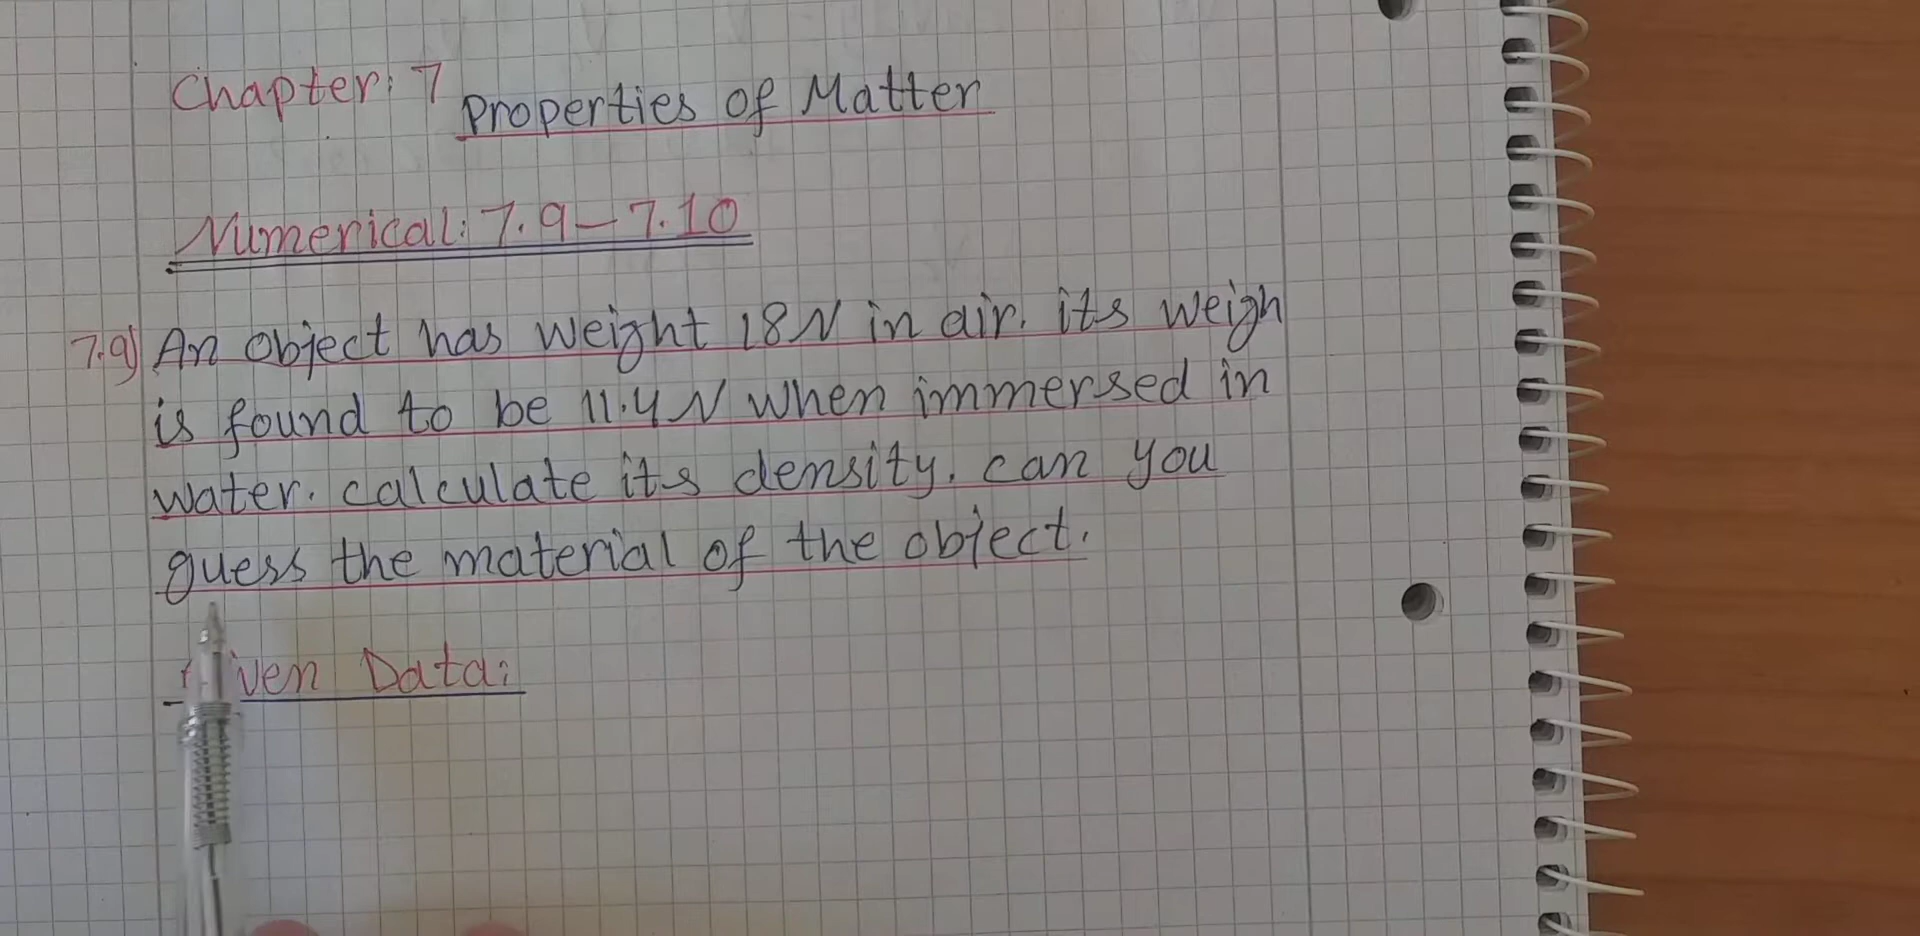 Chapter: 7 Properties of Matter
Numerical: 7.9-7.10
7.9) An object has weight 18N in air. its weigh
is found to be 11.4N when immersed in
water. calculate its density. can you
guess the material of the object.
Data: